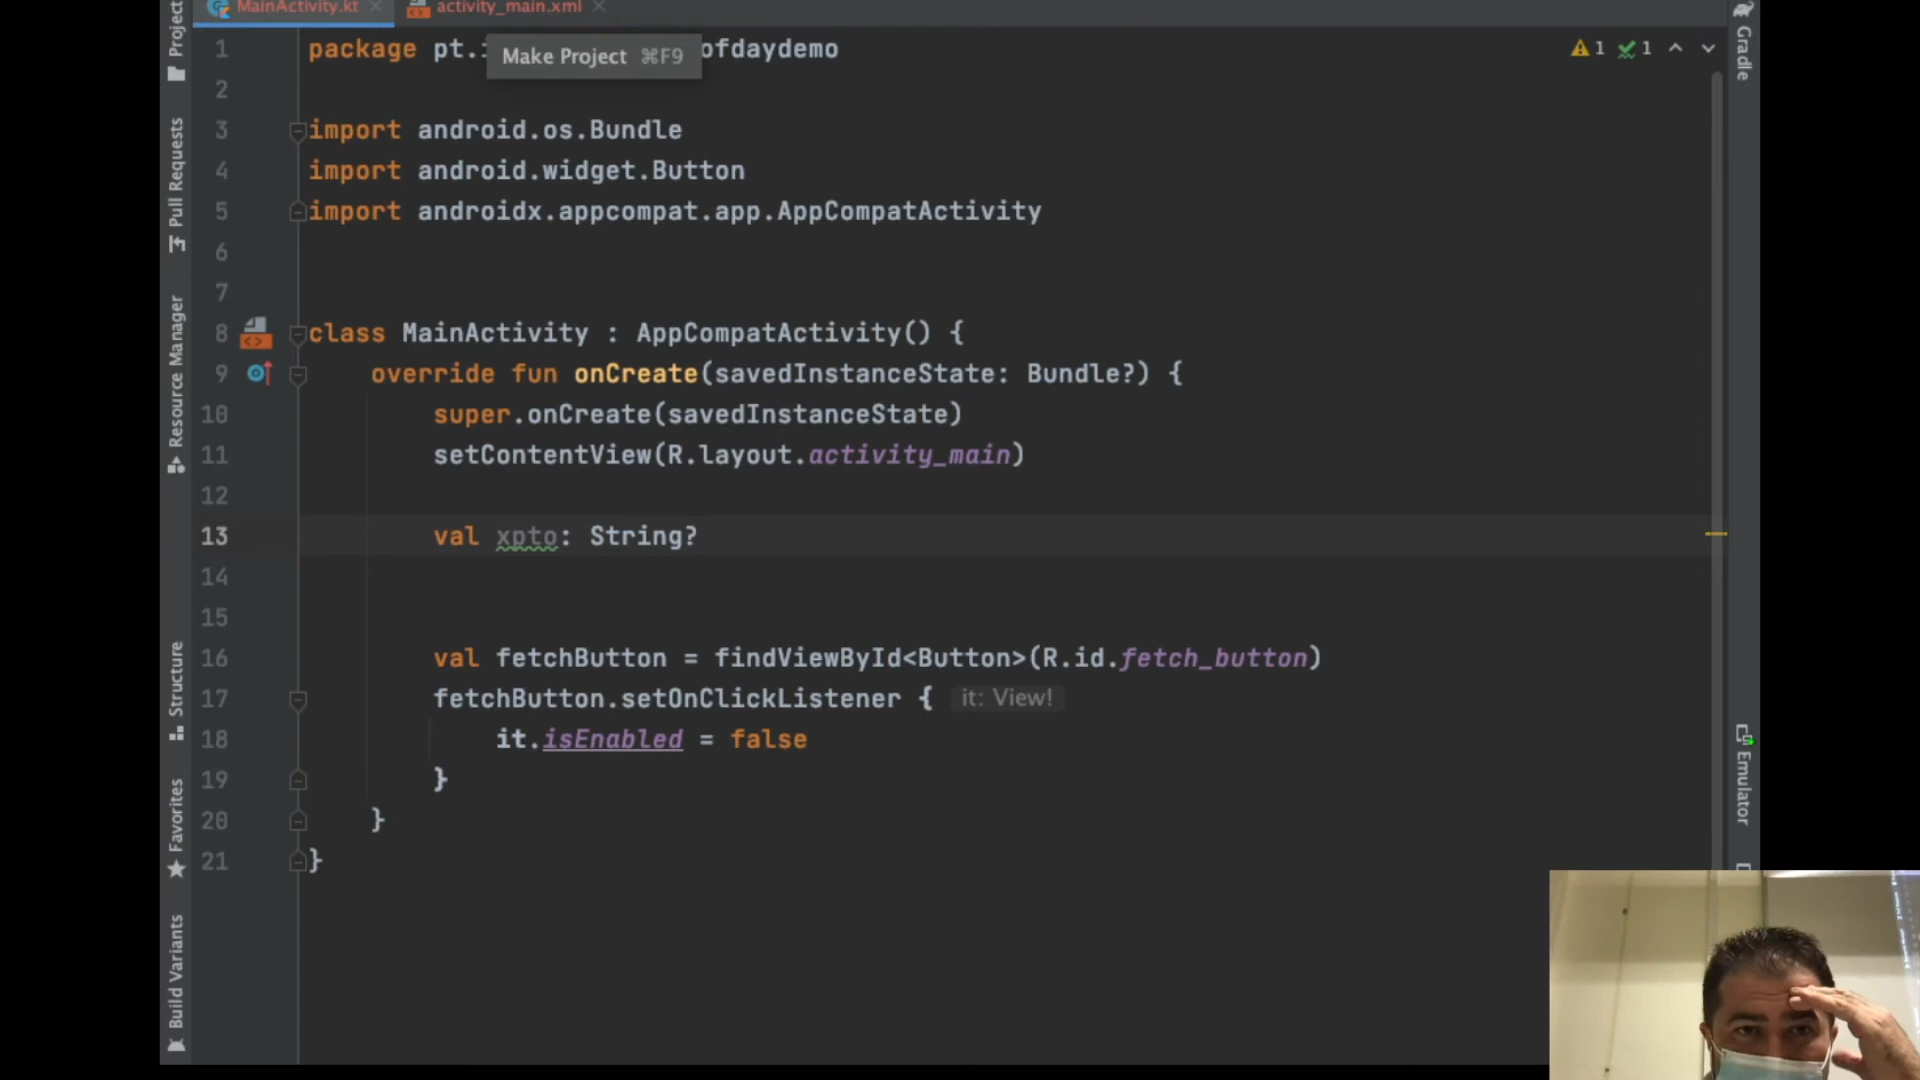 MainActivity.kt
activity_main.xml
Make Project ⌘F9
1 package pt. ofdaydemo
2
3 import android.os.Bundle
4 import android.widget.Button
5 import androidx.appcompat.app.AppCompatActivity
6
7
8 class MainActivity : AppCompatActivity() {
9 override fun onCreate(savedInstanceState: Bundle?) {
10 super.onCreate(savedInstanceState)
11 setContentView(R.layout.activity_main)
12
13 val xpto: String?
14
15
16 val fetchButton = findViewById<Button>(R.id.fetch_button)
17 fetchButton.setOnClickListener { it: View!
18 it.isEnabled = false
19 }
20 }
21 }
1 1
Project
Pull Requests
Resource Manager
Structure
Favorites
Build Variants
Gradle
Emulator